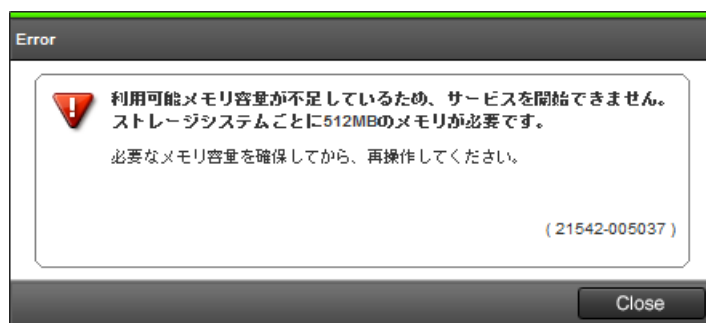 Error
利用可能メモリ容量が不足しているため、サービスを開始できません。
ストレージシステムごとに512MBのメモリが必要です。
必要なメモリ容量を確保してから、再操作してください。
( 21542-005037 )
Close